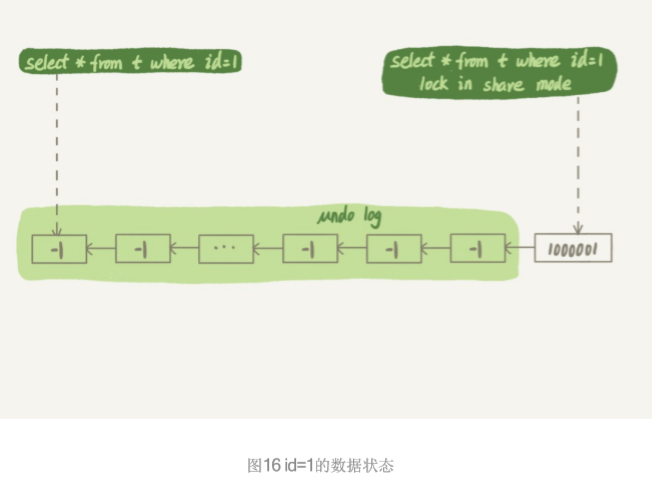 select * from t where id=1
select * from t where id=1
lock in share mode
undo log
-1
-1
...
-1
-1
-1
1000001
图16 id=1的数据状态